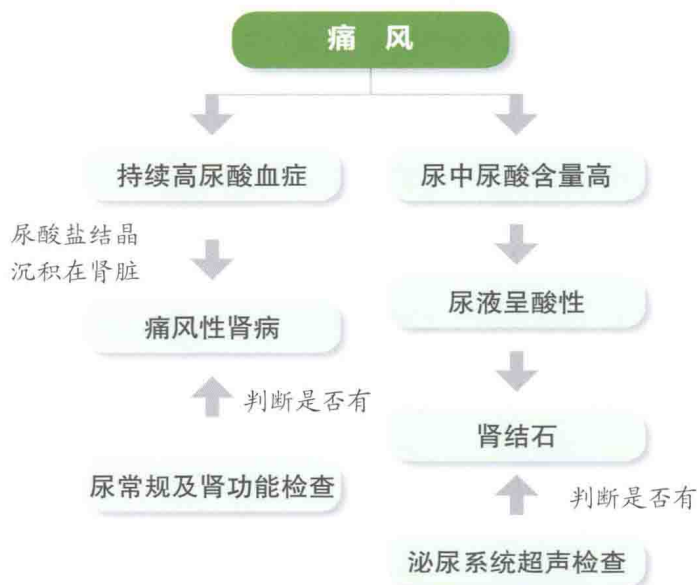 痛 风
持续高尿酸血症
尿中尿酸含量高
尿酸盐结晶
沉积在肾脏
尿液呈酸性
痛风性肾病
判断是否有
肾结石
尿常规及肾功能检查
判断是否有
泌尿系统超声检查